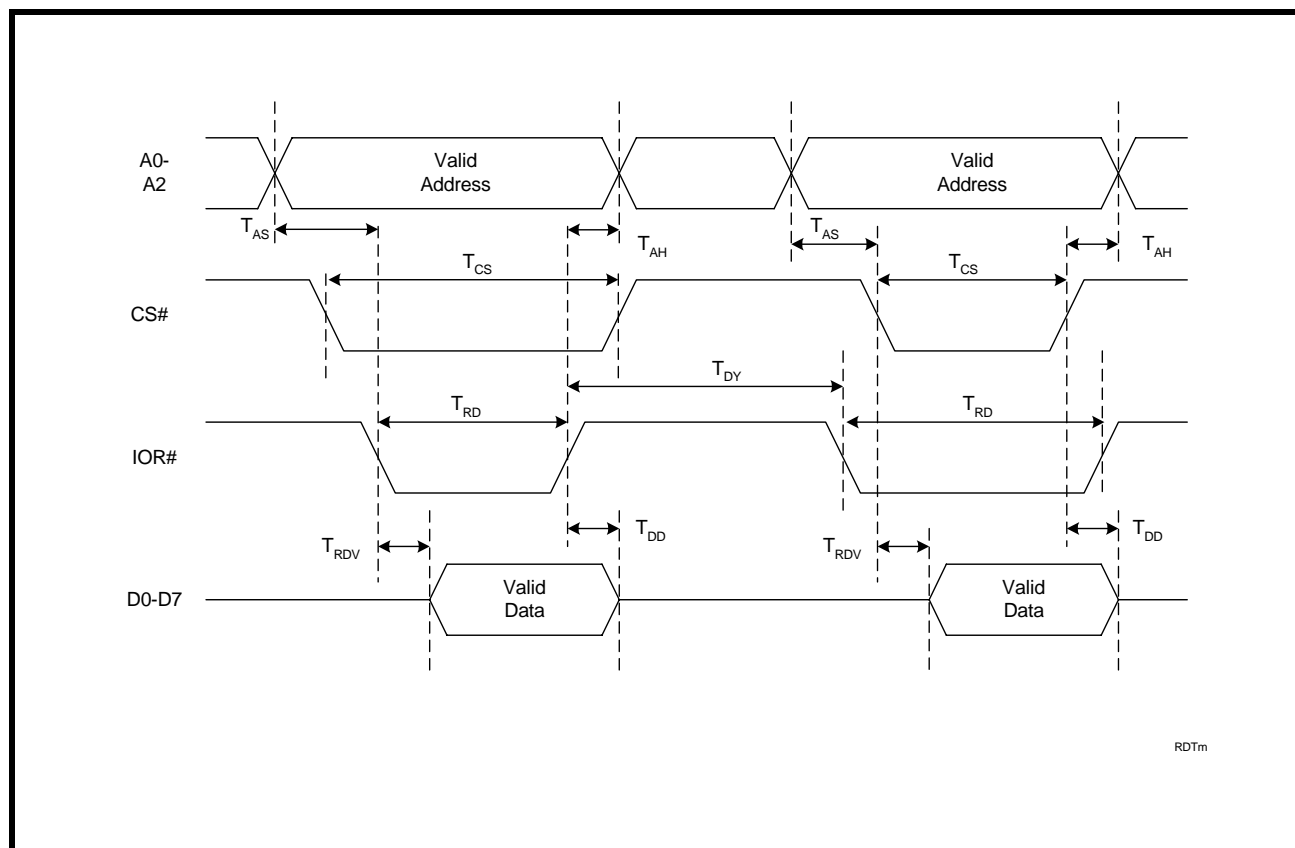 A0-
A2
Valid
Address
Valid
Address
TAS
TAH
TAS
TAH
TCS
TCS
CS#
TDY
TRD
TRD
IOR#
TRDV
TDD
TRDV
TDD
D0-D7
Valid
Data
Valid
Data
RDTm